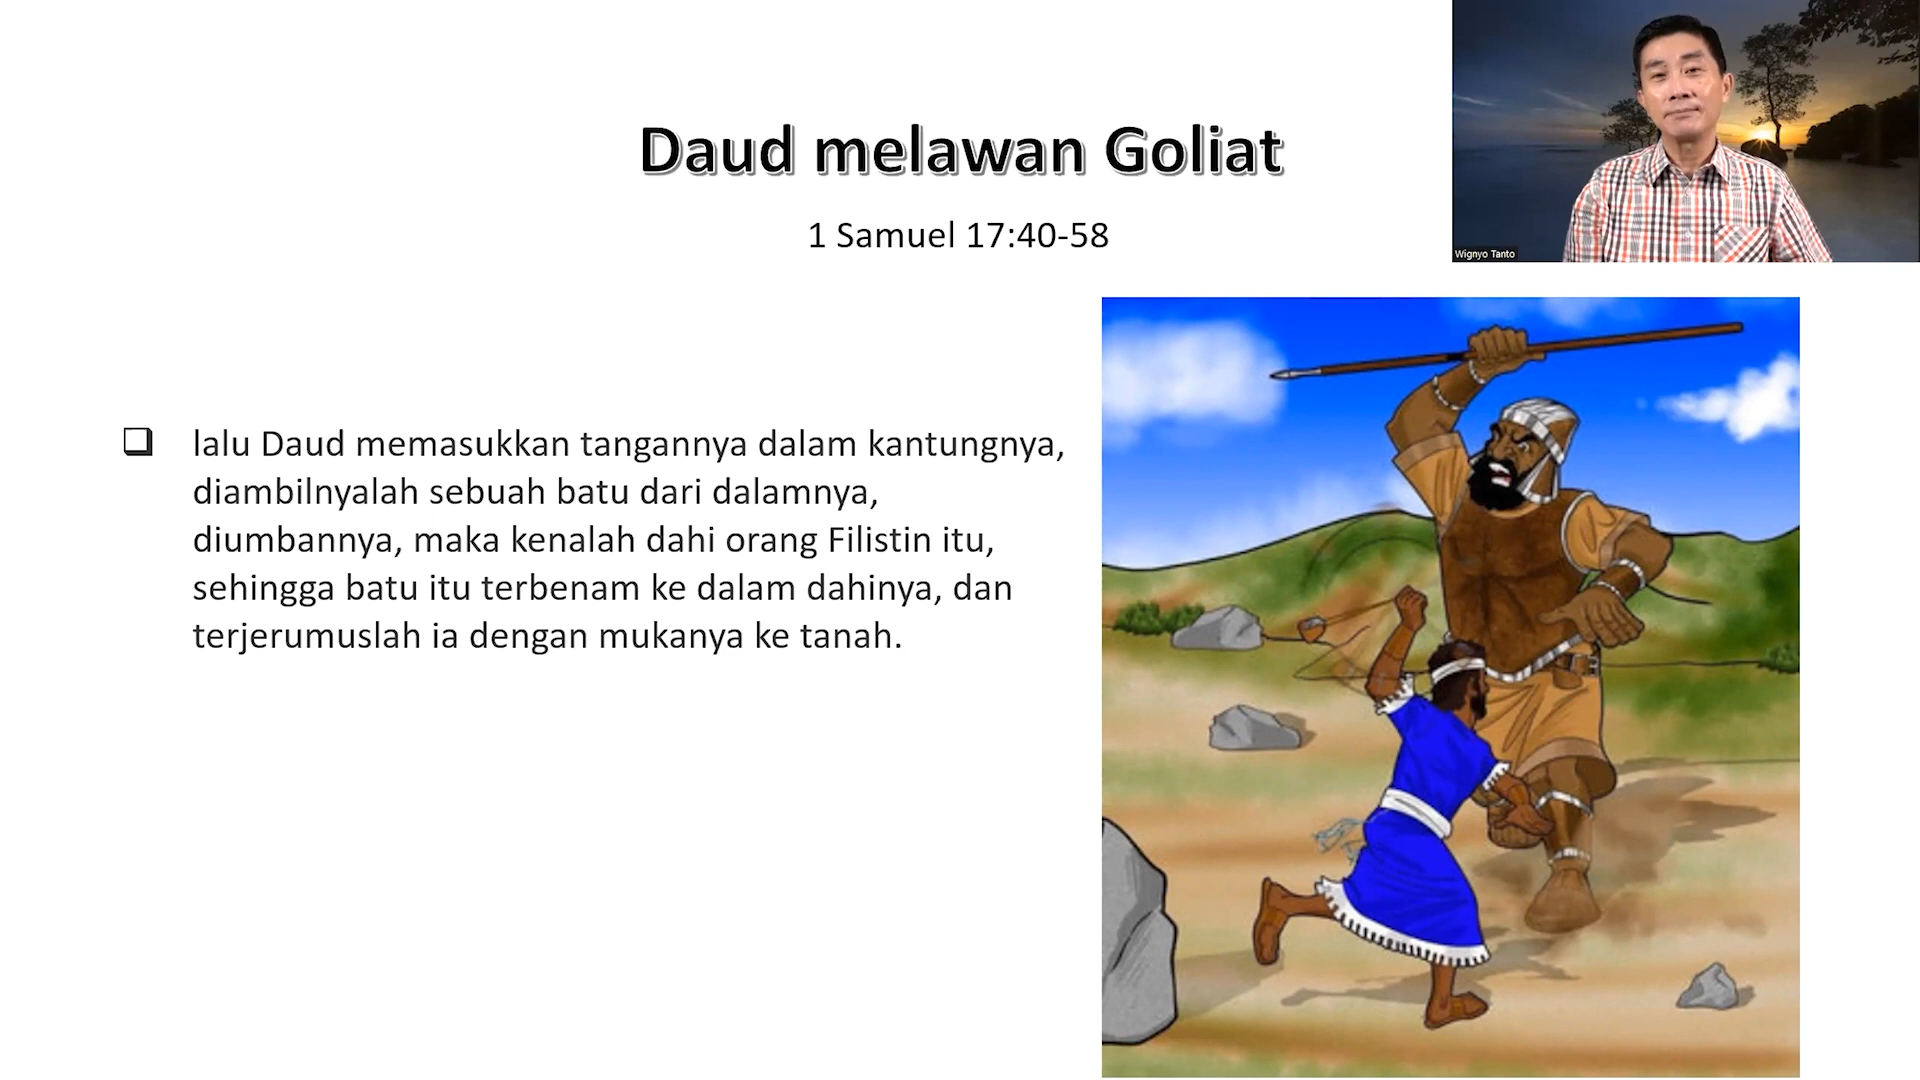 Daud melawan Goliat
1 Samuel 17:40-58
Wignyo Tanto
❑ lalu Daud memasukkan tangannya dalam kantungnya,
diambilnyalah sebuah batu dari dalamnya,
diumbannya, maka kenalah dahi orang Filistin itu,
sehingga batu itu terbenam ke dalam dahinya, dan
terjerumuslah ia dengan mukanya ke tanah.